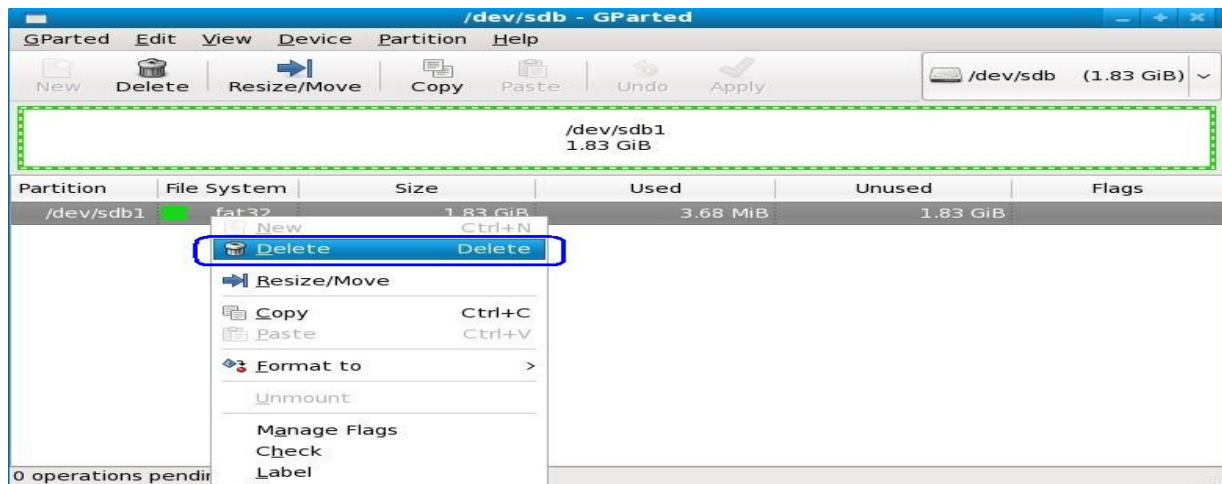 /dev/sdb - GParted
GParted Edit View Device Partition Help
New Delete Resize/Move Copy Paste Undo Apply /dev/sdb (1.83 GiB)
/dev/sdb1
1.83 GiB
Partition File System Size Used Unused Flags
/dev/sdb1 fat32 1.83 GiB 3.68 MiB 1.83 GiB
New Ctrl+N
Delete Delete
Resize/Move
Copy Ctrl+C
Paste Ctrl+V
Format to >
Unmount
Manage Flags
Check
Label
0 operations pendin